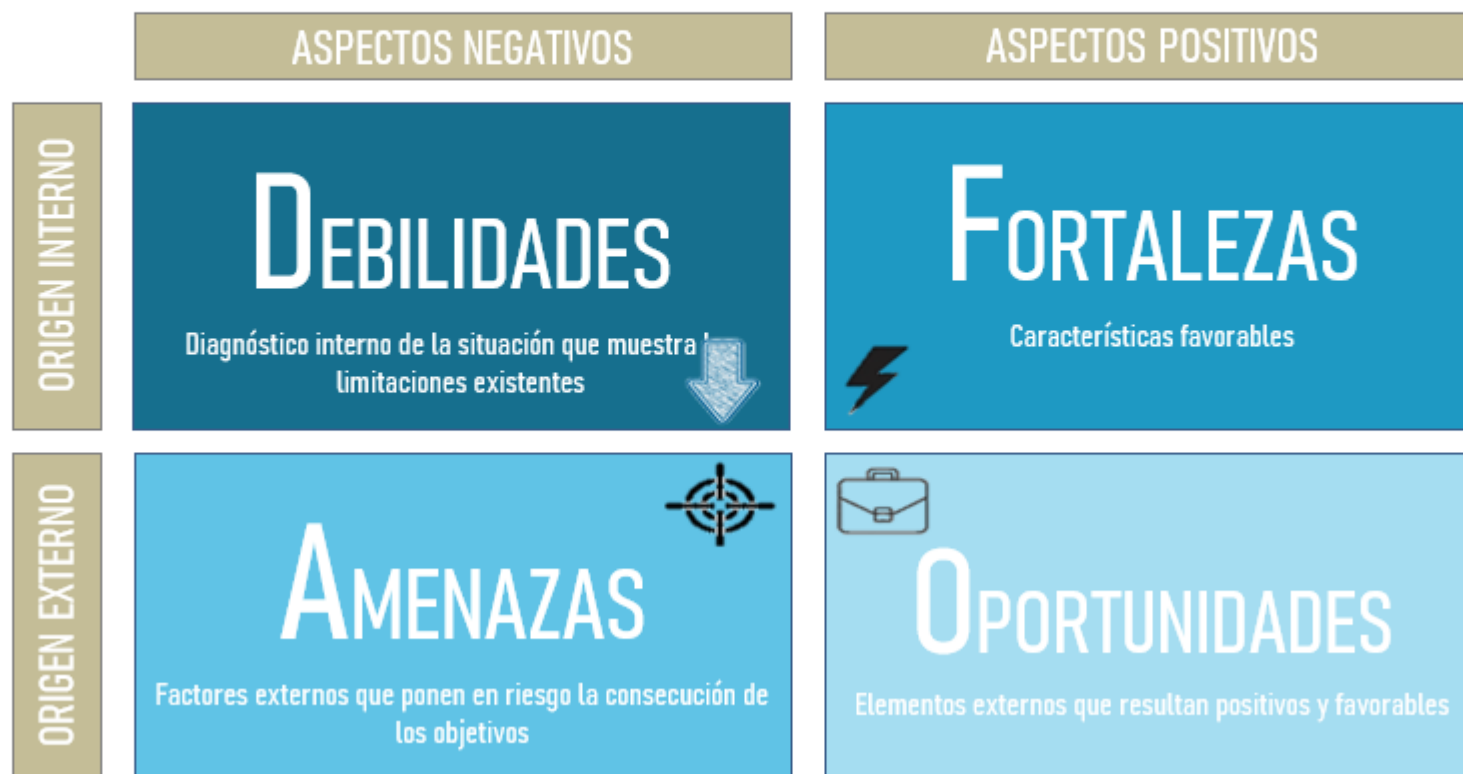 ASPECTOS NEGATIVOS
ASPECTOS POSITIVOS
ORIGEN INTERNO
DEBILIDADES
Diagnóstico interno de la situación que muestra
limitaciones existentes
FORTALEZAS
Características favorables
ORIGEN EXTERNO
AMENAZAS
Factores externos que ponen en riesgo la consecución de
los objetivos
OPORTUNIDADES
Elementos externos que resultan positivos y favorables